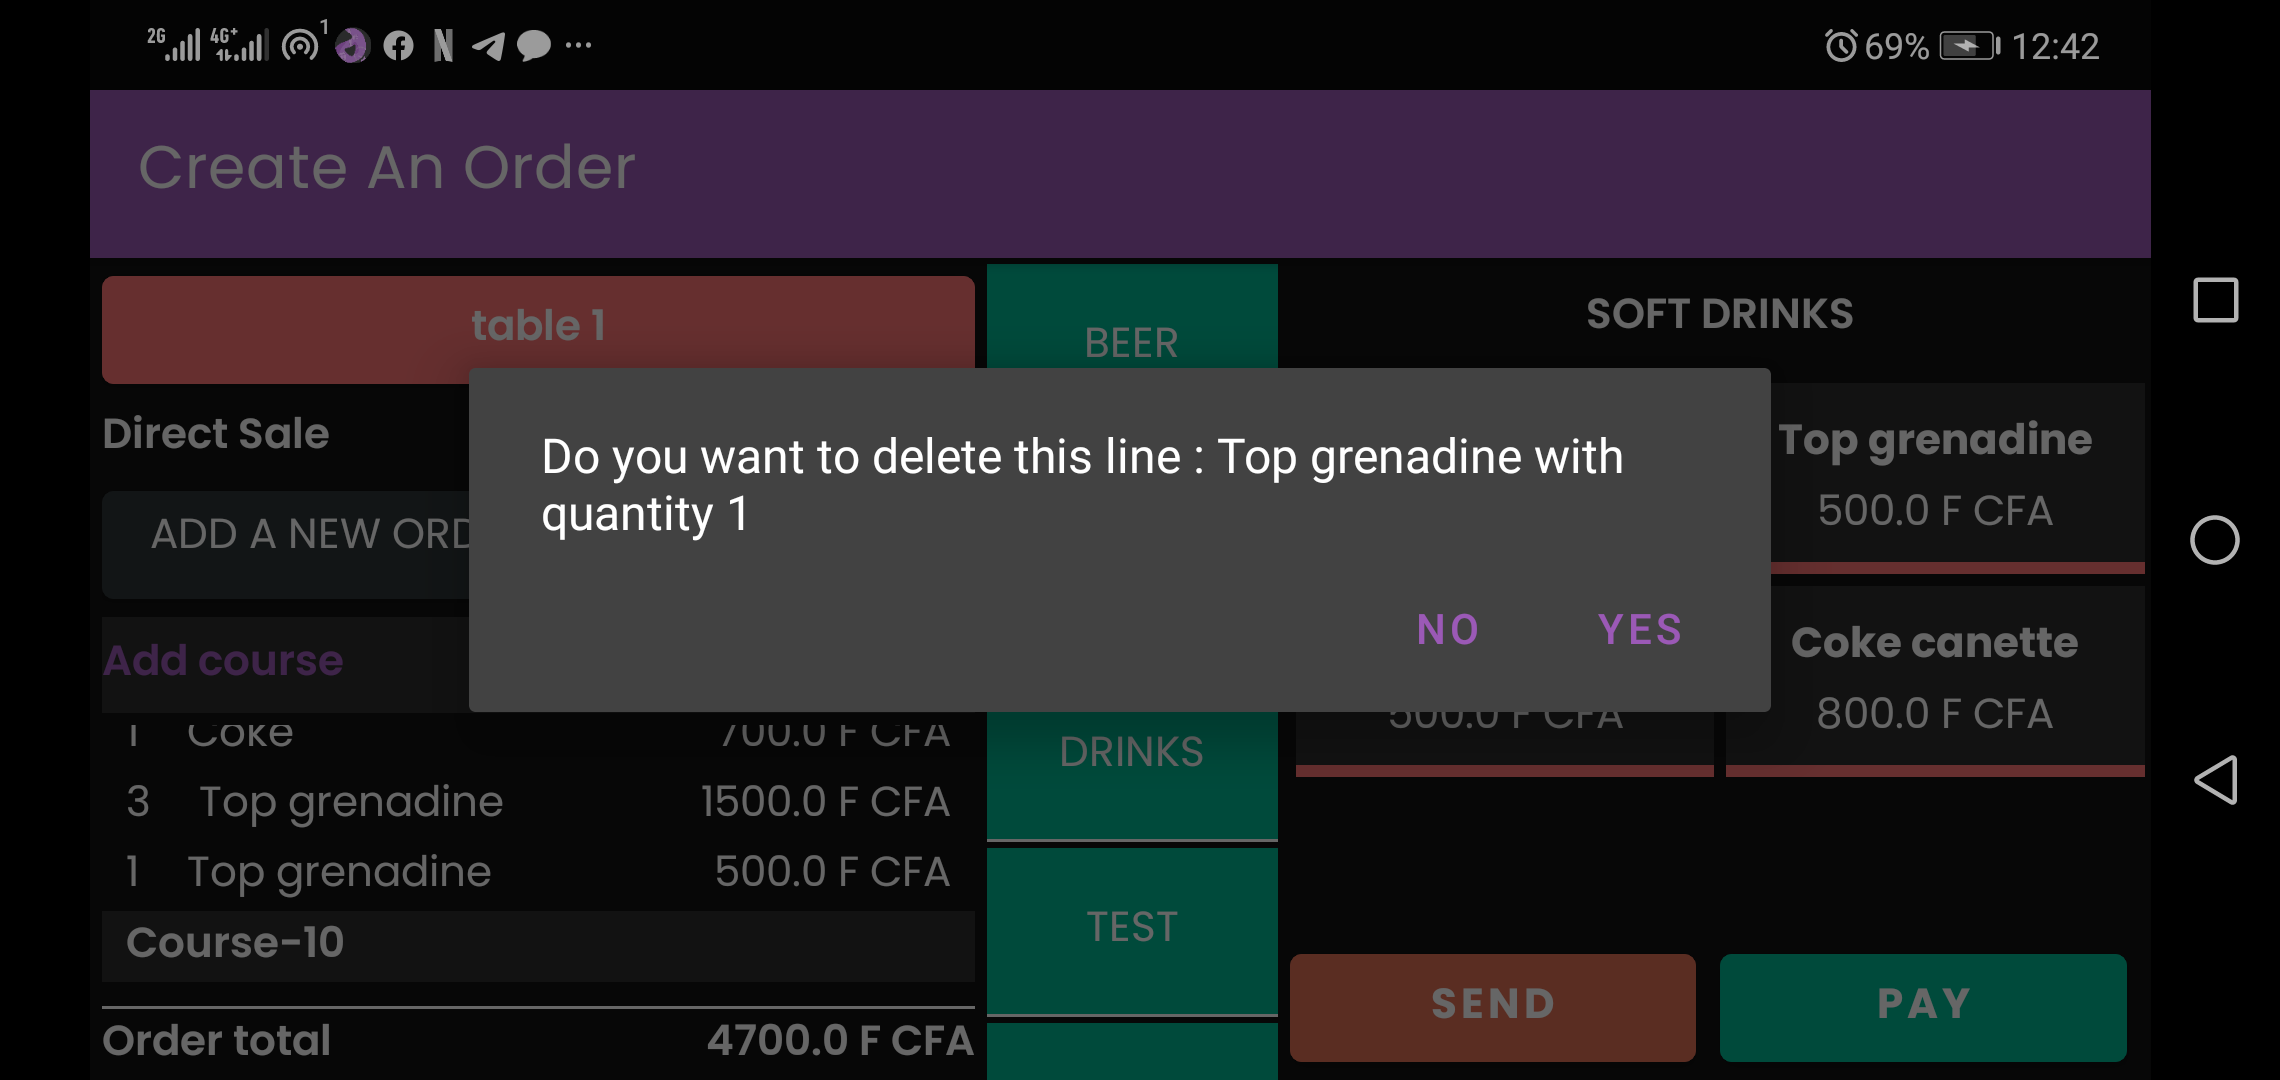 2G 4G+ 1 69% 12:42
Create An Order
table 1
Direct Sale
ADD A NEW ORD
Add course
1 Coke 700.0 F CFA
3 Top grenadine 1500.0 F CFA
1 Top grenadine 500.0 F CFA
Course-10
Order total 4700.0 F CFA
BEER
DRINKS
TEST
SOFT DRINKS
Top grenadine
500.0 F CFA
500.0 F CFA
Coke canette
800.0 F CFA
SEND
PAY
Do you want to delete this line : Top grenadine with
quantity 1
NO YES